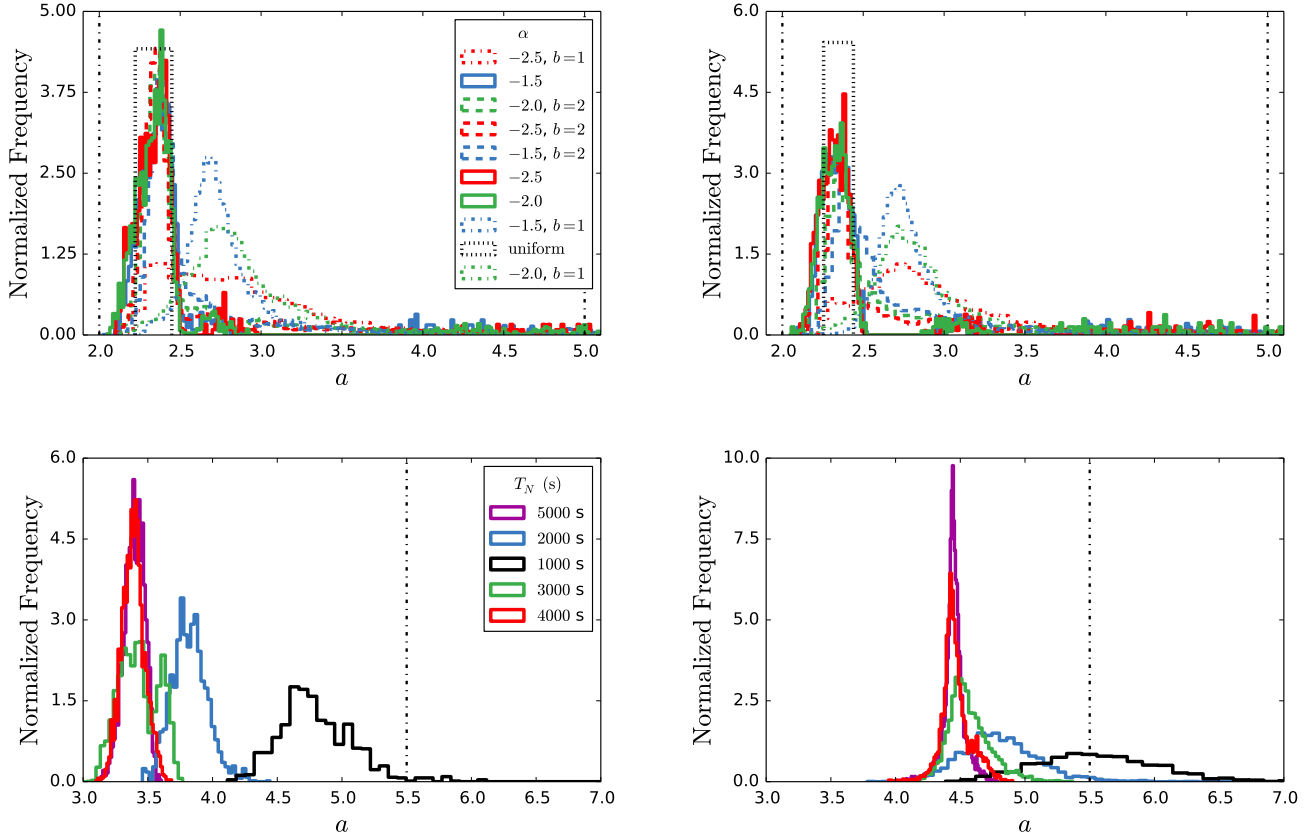 5.00
3.75
2.50
1.25
0.00
Normalized Frequency
2.0 2.5 3.0 3.5 4.0 4.5 5.0
a
α
−2.5, b=1
−1.5
−2.0, b=2
−2.5, b=2
−1.5, b=2
−2.5
−2.0
−1.5, b=1
uniform
−2.0, b=1
6.0
4.5
3.0
1.5
0.0
Normalized Frequency
2.0 2.5 3.0 3.5 4.0 4.5 5.0
a
6.0
4.5
3.0
1.5
0.0
Normalized Frequency
3.0 3.5 4.0 4.5 5.0 5.5 6.0 6.5 7.0
a
T_N (s)
5000 s
2000 s
1000 s
3000 s
4000 s
10.0
7.5
5.0
2.5
0.0
Normalized Frequency
3.0 3.5 4.0 4.5 5.0 5.5 6.0 6.5 7.0
a